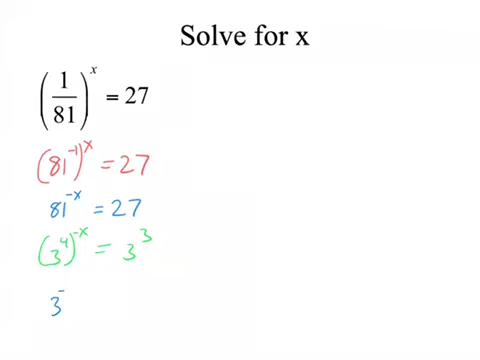 Solve for x
(1/81)^x = 27
(81^-1)^x = 27
81^-x = 27
(3^4)^-x = 3^3
3^-